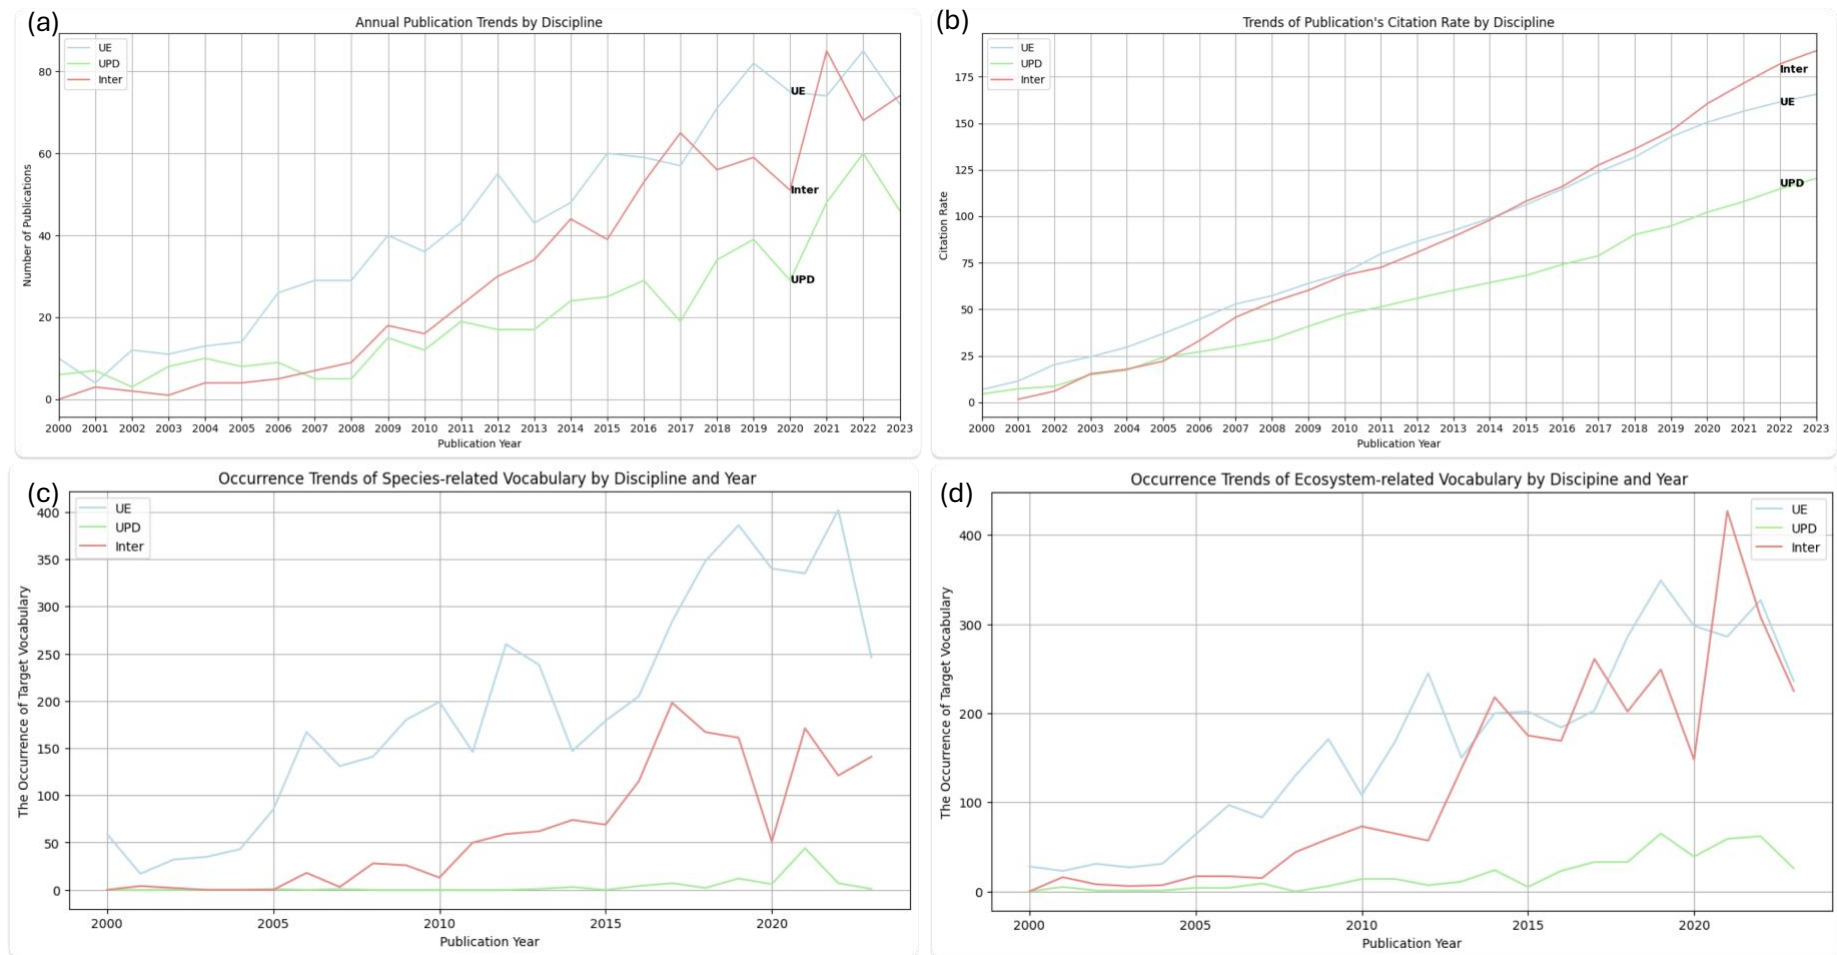 (a)
Annual Publication Trends by Discipline
UE
UPD
Inter
80
60
40
20
0
Number of Publications
UE
Inter
UPD
2000 2001 2002 2003 2004 2005 2006 2007 2008 2009 2010 2011 2012 2013 2014 2015 2016 2017 2018 2019 2020 2021 2022 2023
Publication Year
(b)
Trends of Publication's Citation Rate by Discipline
UE
UPD
Inter
175
150
125
100
75
50
25
0
Citation Rate
Inter
UE
UPD
2000 2001 2002 2003 2004 2005 2006 2007 2008 2009 2010 2011 2012 2013 2014 2015 2016 2017 2018 2019 2020 2021 2022 2023
Publication Year
(c)
Occurrence Trends of Species-related Vocabulary by Discipline and Year
UE
UPD
Inter
400
350
300
250
200
150
100
50
0
The Occurrence of Target Vocabulary
2000 2005 2010 2015 2020
Publication Year
(d)
Occurrence Trends of Ecosystem-related Vocabulary by Discipine and Year
UE
UPD
Inter
400
300
200
100
0
The Occurrence of Target Vocabulary
2000 2005 2010 2015 2020
Publication Year